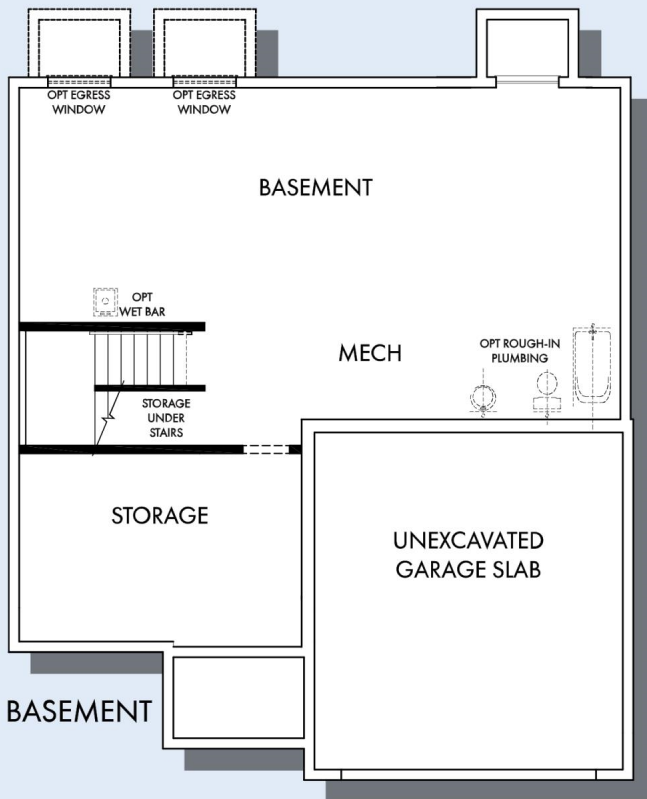 OPT EGRESS
WINDOW
OPT EGRESS
WINDOW
BASEMENT
OPT
WET BAR
MECH
OPT ROUGH-IN
PLUMBING
STORAGE
UNDER
STAIRS
STORAGE
UNEXCAVATED
GARAGE SLAB
BASEMENT